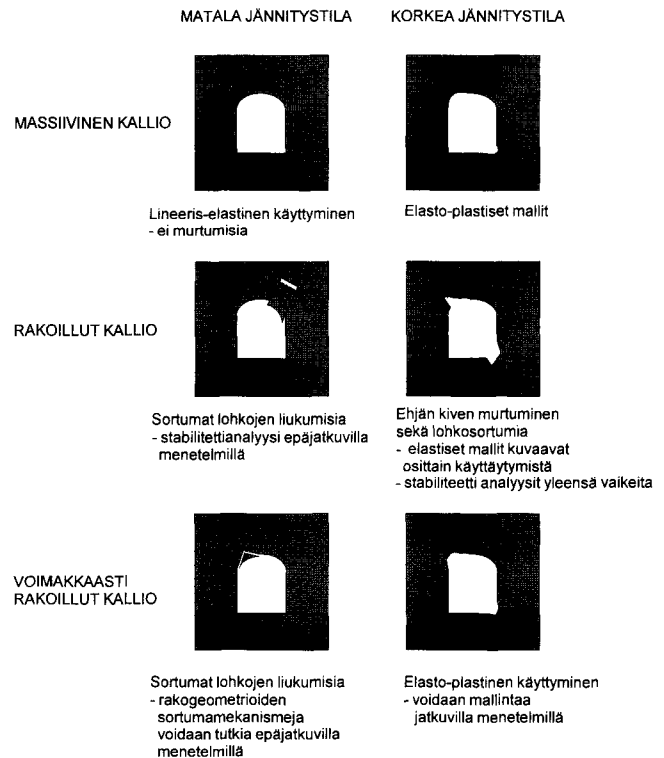 MATALA JÄNNITYSTILA KORKEA JÄNNITYSTILA
MASSIIVINEN KALLIO
Lineeris-elastinen käyttyminen
- ei murtumisia
Elasto-plastiset mallit
RAKOILLUT KALLIO
Sortumat lohkojen liukumisia
- stabilitettianalyysi epäjatkuvilla
menetelmillä
Ehjän kiven murtuminen
sekä lohkosortumia
- elastiset mallit kuvaavat
osittain käyttäytymistä
- stabiliteetti analyysit yleensä vaikeita
VOIMAKKAASTI
RAKOILLUT KALLIO
Sortumat lohkojen liukumisia
- rakogeometrioiden
sortumamekanismeja
voidaan tutkia epäjatkuvilla
menetelmillä
Elasto-plastinen käyttyminen
- voidaan mallintaa
jatkuvilla menetelmillä